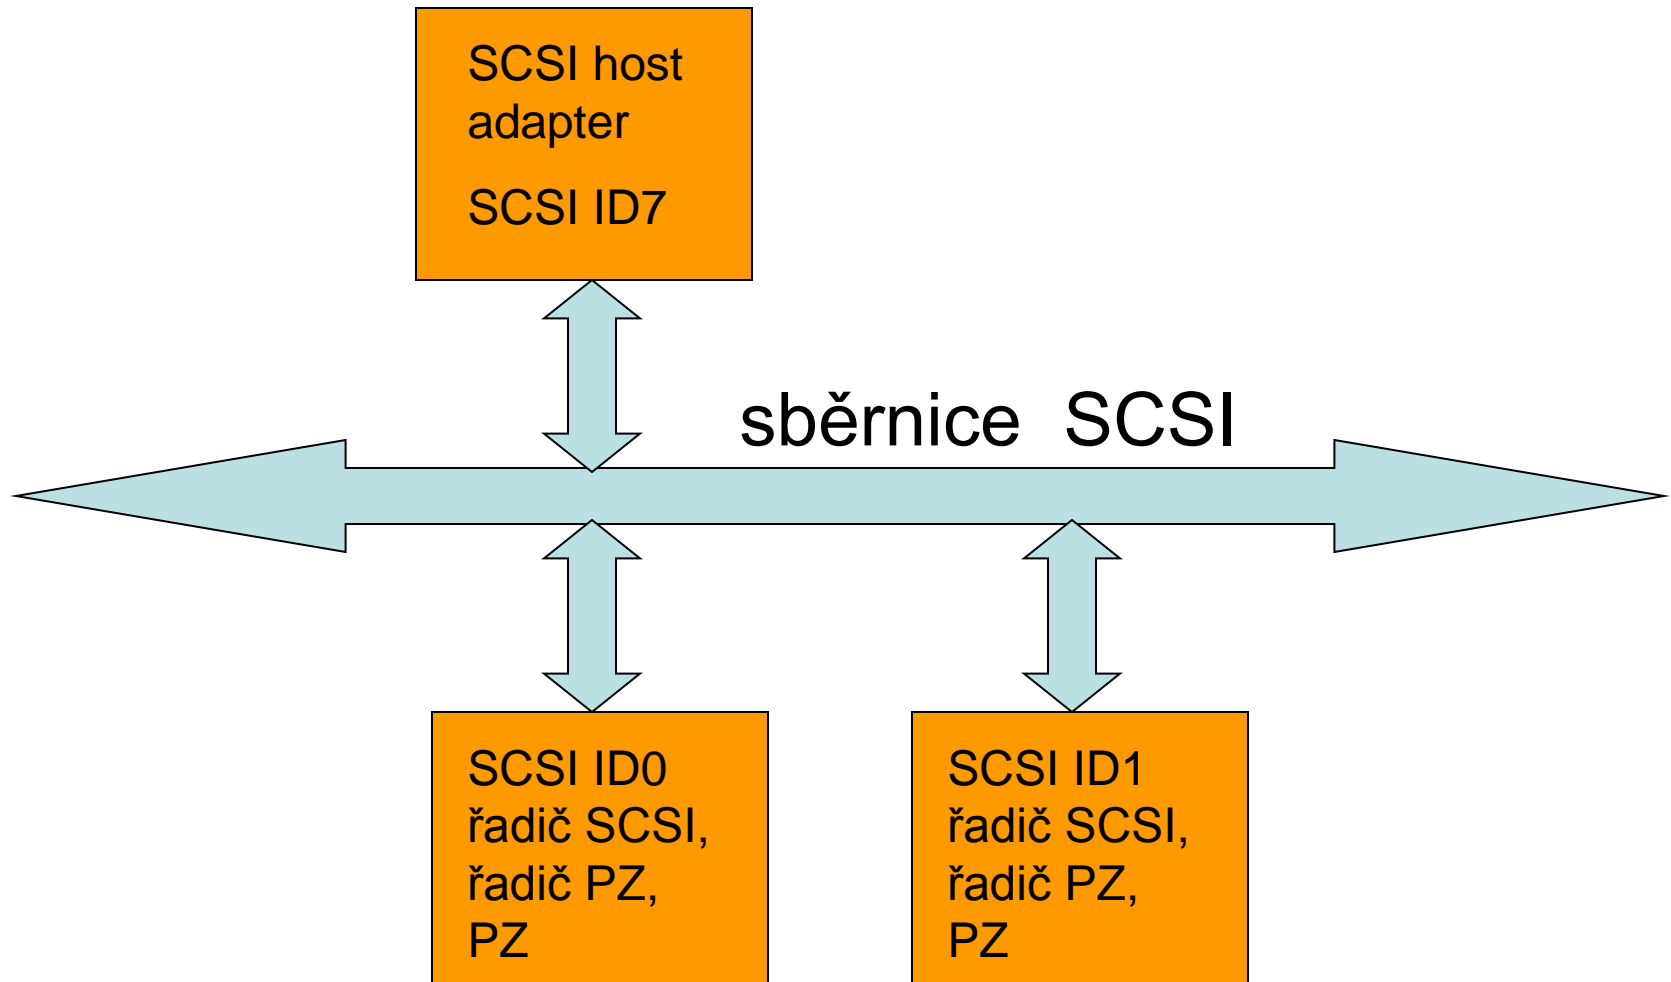 SCSI host
adapter
SCSI ID7
sběrnice SCSI
SCSI ID0
řadič SCSI,
řadič PZ,
PZ
SCSI ID1
řadič SCSI,
řadič PZ,
PZ